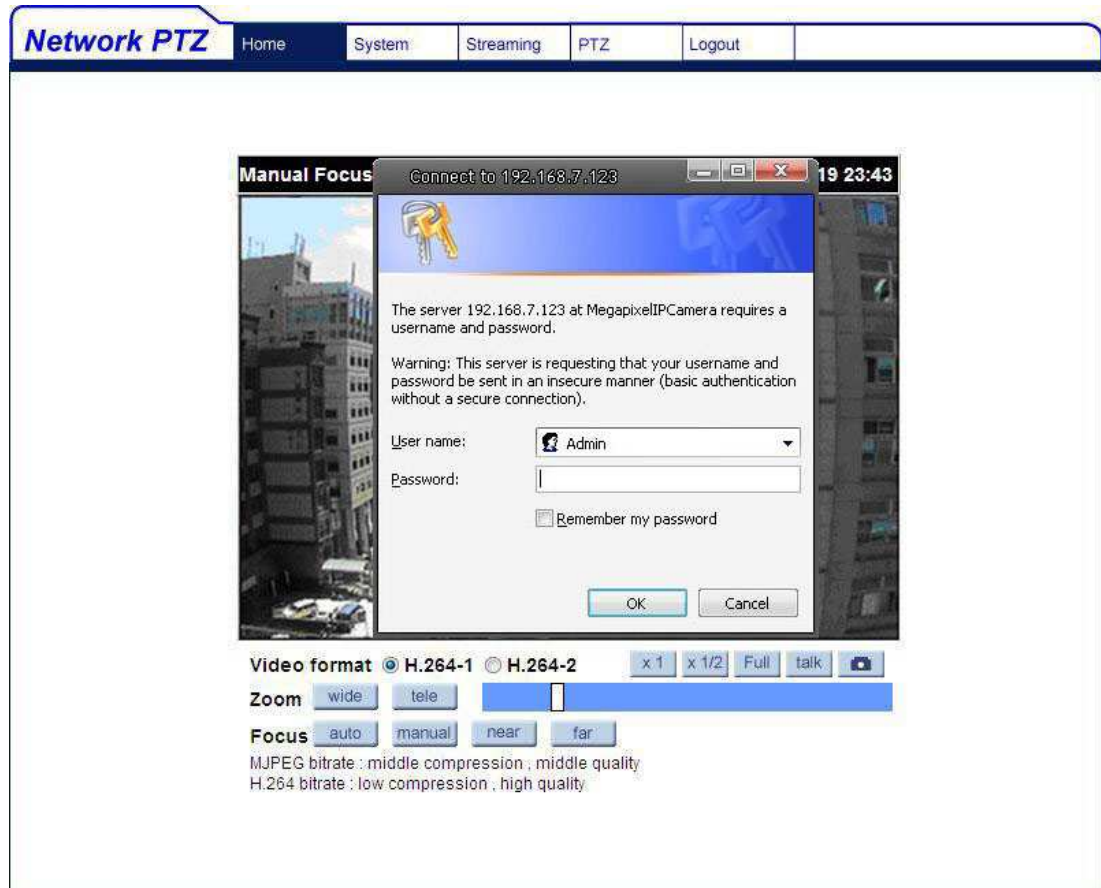 Network PTZ
Home
System
Streaming
PTZ
Logout
Manual Focus
Connect to 192.168.7.123
19 23:43
The server 192.168.7.123 at MegapixelIPCamera requires a
username and password.
Warning: This server is requesting that your username and
password be sent in an insecure manner (basic authentication
without a secure connection).
User name:
Admin
Password:
Remember my password
OK
Cancel
Video format H.264-1 H.264-2 x 1 x 1/2 Full talk
Zoom wide tele
Focus auto manual near far
MJPEG bitrate : middle compression , middle quality
H.264 bitrate : low compression , high quality